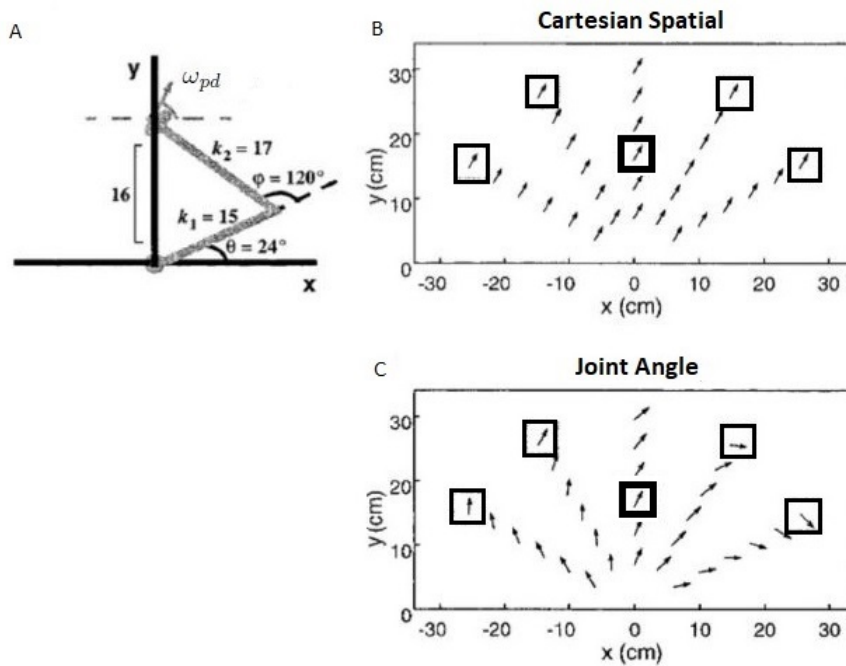 A
y
ω_pd
k₂ = 17
φ = 120°
16
k₁ = 15
θ = 24°
x
B
Cartesian Spatial
30
20
10
0
y (cm)
-30 -20 -10 0 10 20 30
x (cm)
C
Joint Angle
30
20
10
0
y (cm)
-30 -20 -10 0 10 20 30
x (cm)